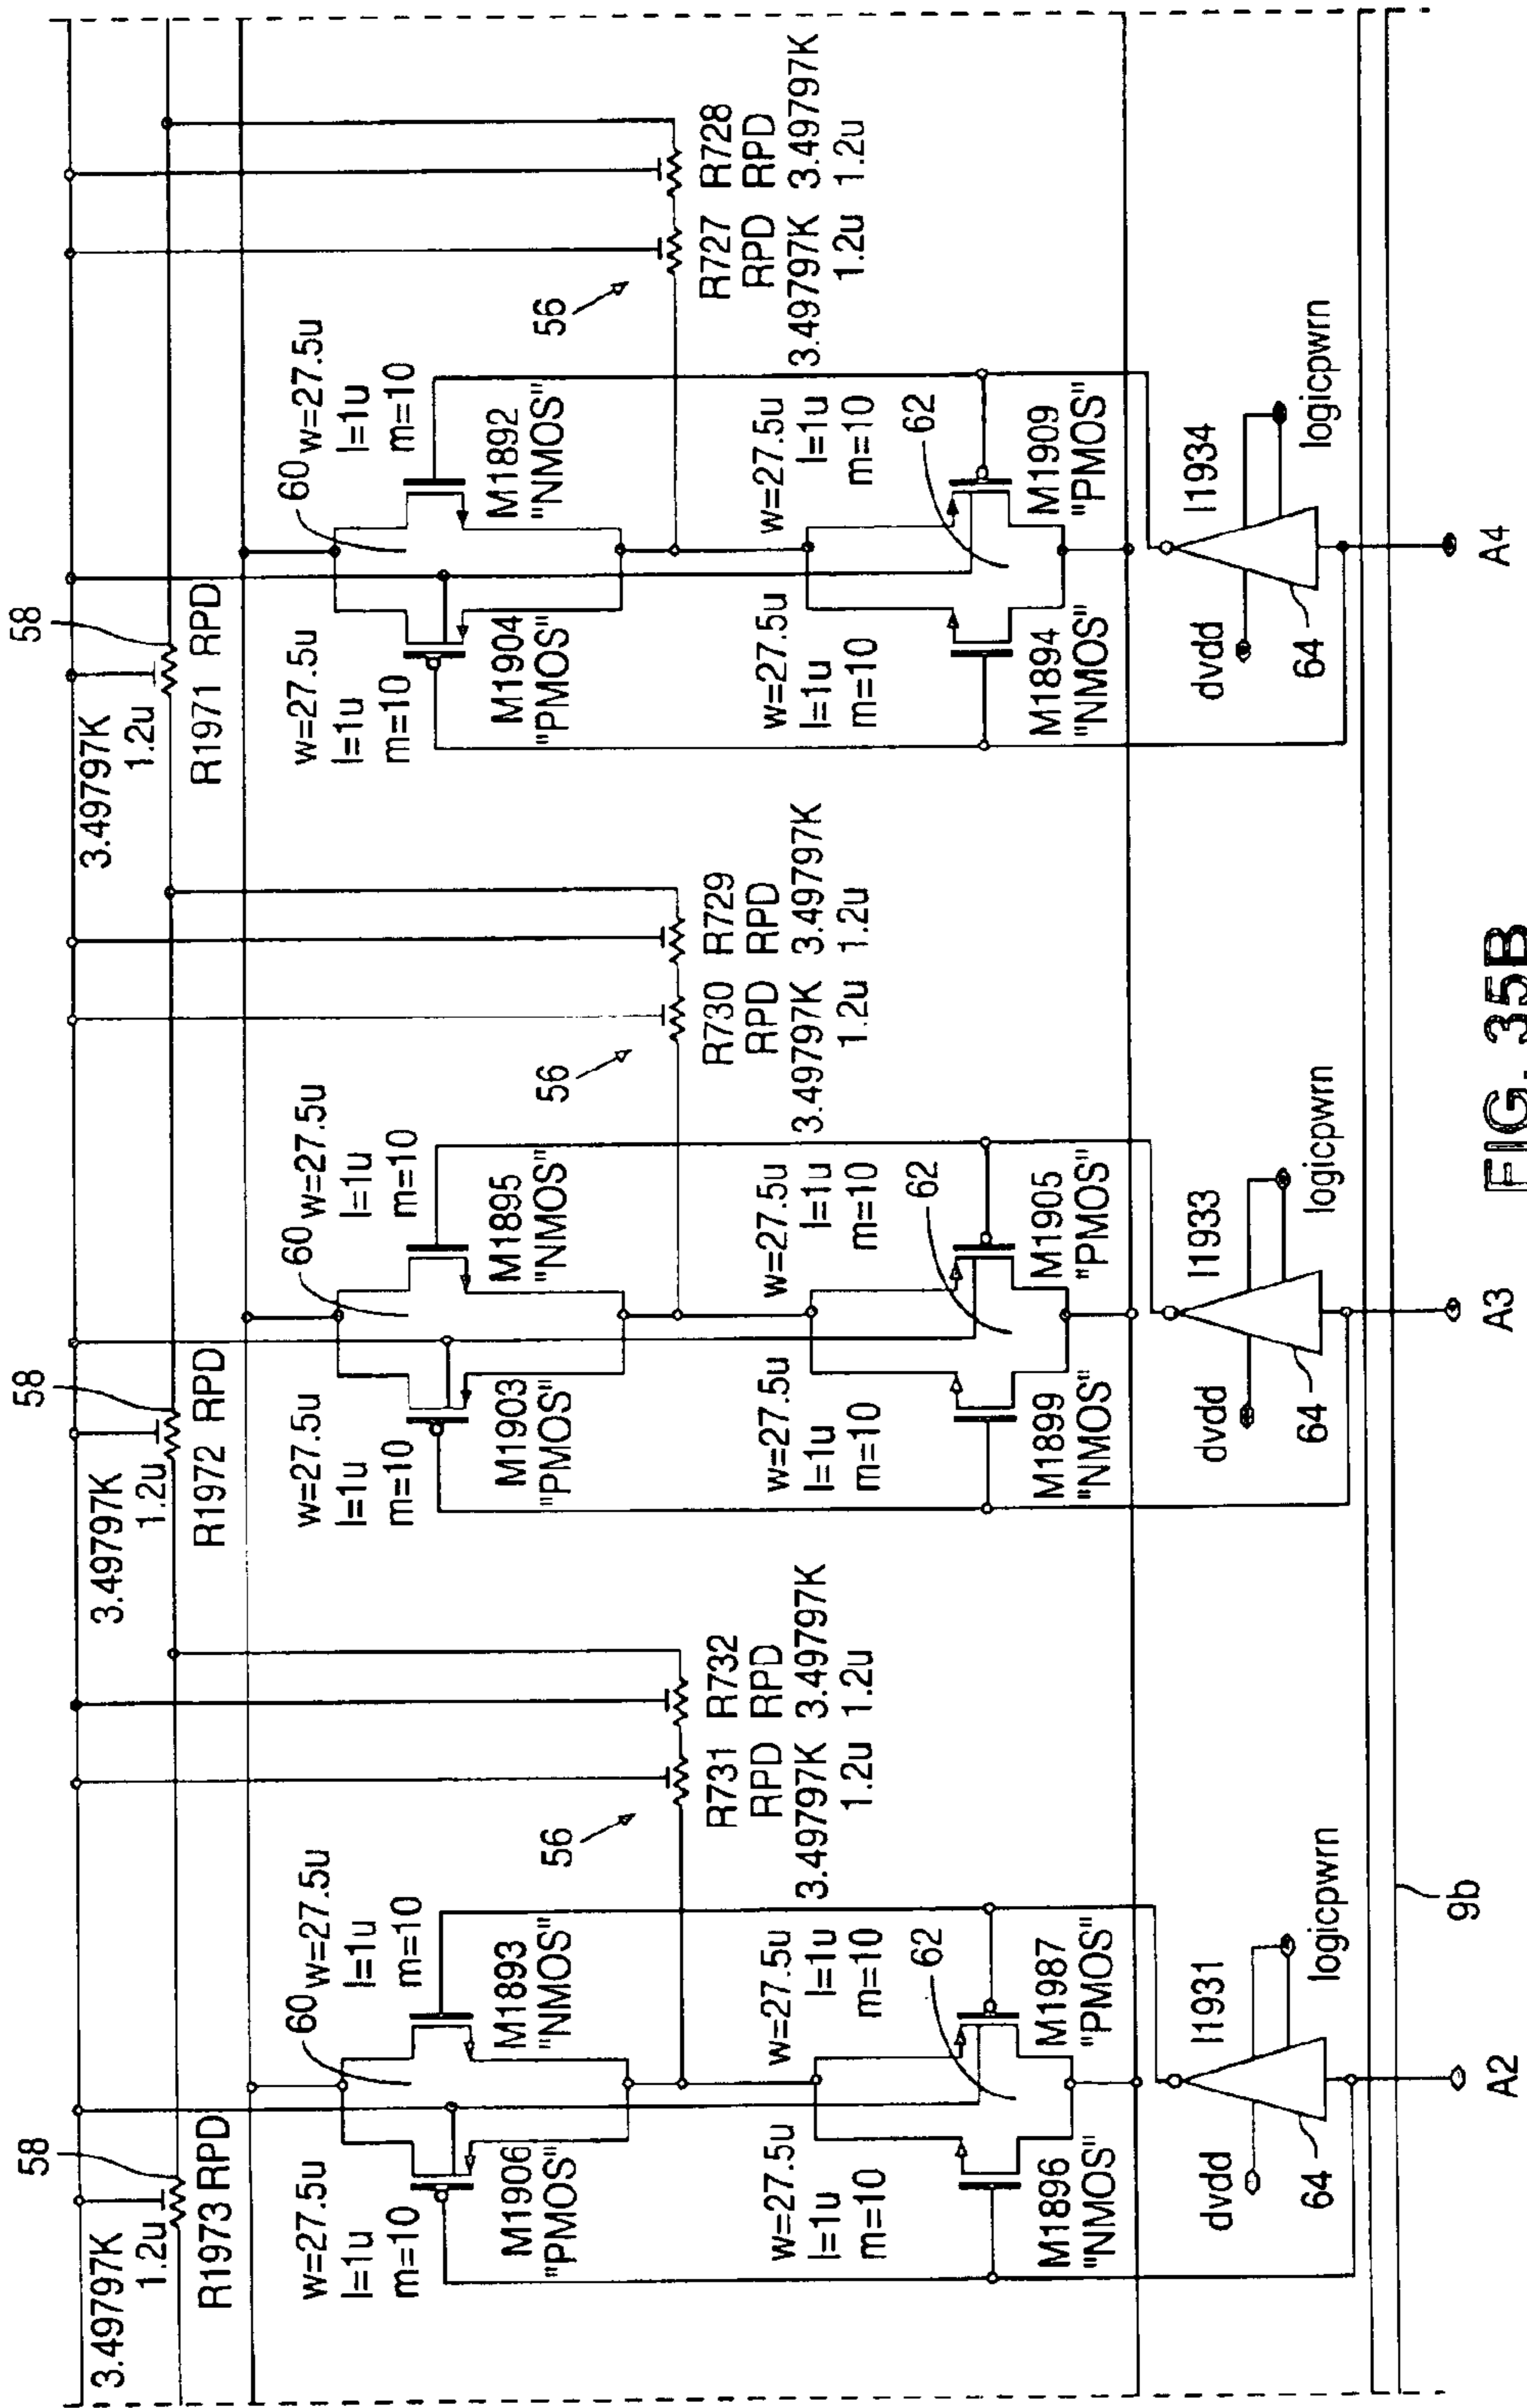 58
3.49797K
1.2u
R1973 RPD
w=27.5u
l=1u
m=10
60
w=27.5u
l=1u
m=10
M1906
"PMOS"
M1893
"NMOS"
56
R731 R732
RPD RPD
3.49797K 3.49797K
1.2u 1.2u
w=27.5u
l=1u
m=10
w=27.5u
l=1u
m=10
62
M1896
"NMOS"
M1987
"PMOS"
dvdd
I1931
64
logicpwrn
A2
9b
58
3.49797K
1.2u
R1972 RPD
w=27.5u
l=1u
m=10
60
w=27.5u
l=1u
m=10
M1903
"PMOS"
M1895
"NMOS"
56
R730 R729
RPD RPD
3.49797K 3.49797K
1.2u 1.2u
w=27.5u
l=1u
m=10
w=27.5u
l=1u
m=10
62
M1899
"NMOS"
M1905
"PMOS"
dvdd
I1933
64
logicpwrn
A3
58
3.49797K
1.2u
R1971 RPD
w=27.5u
l=1u
m=10
60
w=27.5u
l=1u
m=10
M1904
"PMOS"
M1892
"NMOS"
56
R727 R728
RPD RPD
3.49797K 3.49797K
1.2u 1.2u
w=27.5u
l=1u
m=10
w=27.5u
l=1u
m=10
62
M1894
"NMOS"
M1909
"PMOS"
dvdd
I1934
64
logicpwrn
A4
FIG. 35B